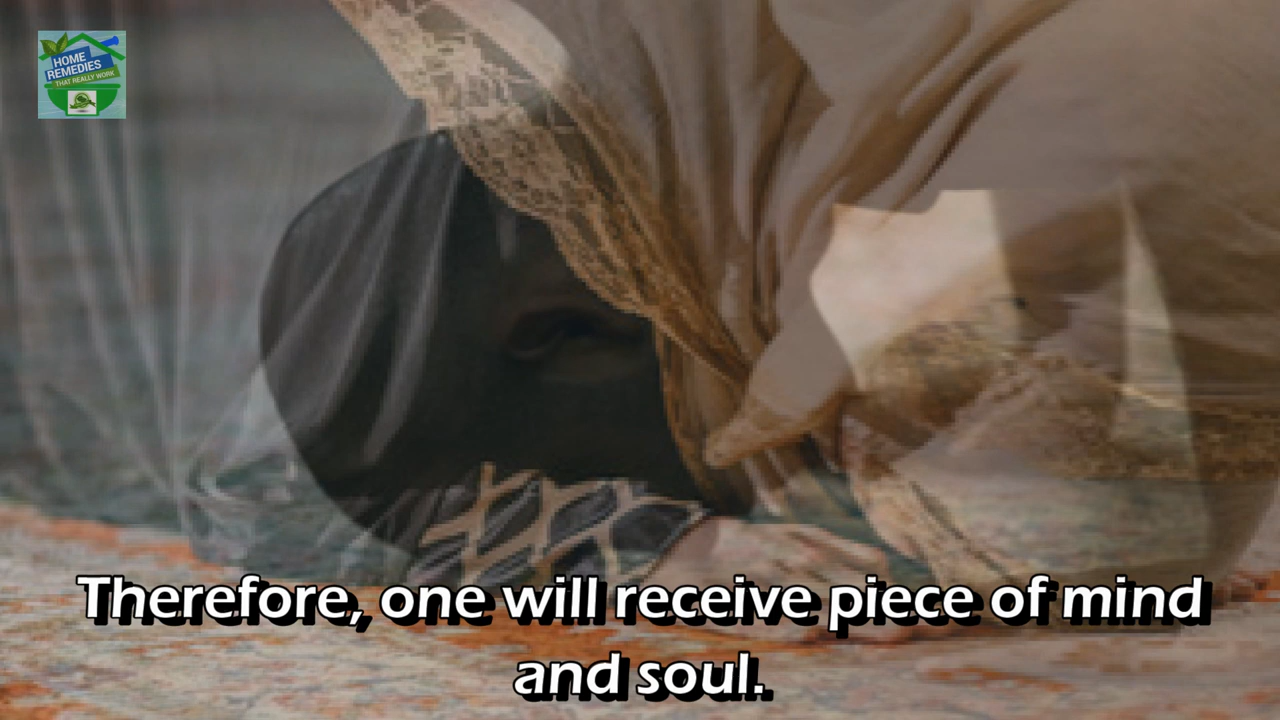 HOME
REMEDIES
THAT REALLY WORK
Therefore, one will receive piece of mind
and soul.